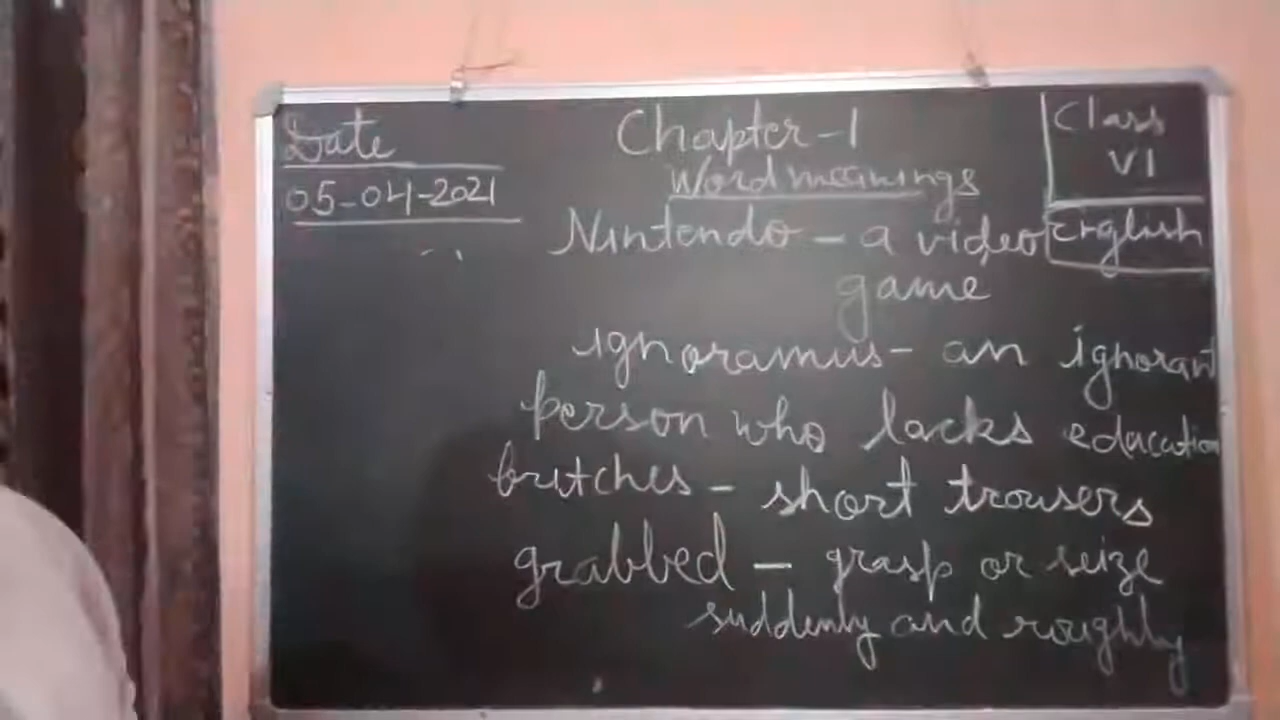 Date
05-04-2021
Chapter-1
Word meanings
Class
VI
English
Nintendo - a video
game
ignoramus - an ignorant
person who lacks edacation
britches - short trousers
grabbed - grasp or seize
suddenly and roughly